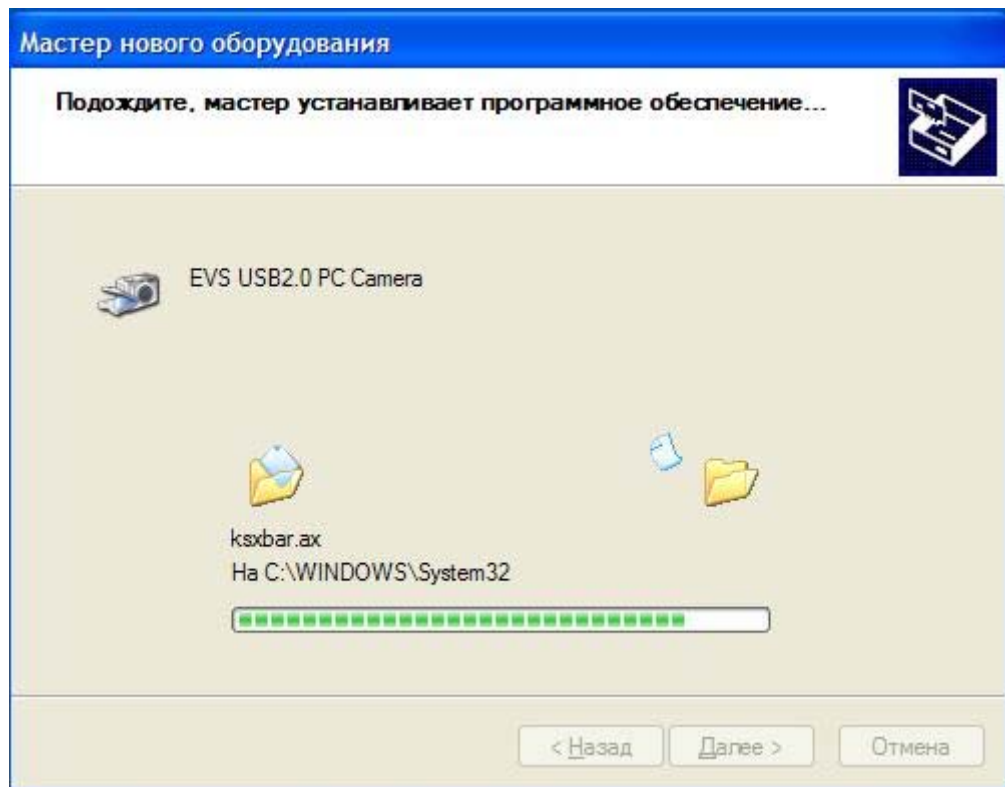 Мастер нового оборудования
Подождите, мастер устанавливает программное обеспечение...
EVS USB2.0 PC Camera
ksxbar.ax
На C:\WINDOWS\System32
< Назад Далее > Отмена